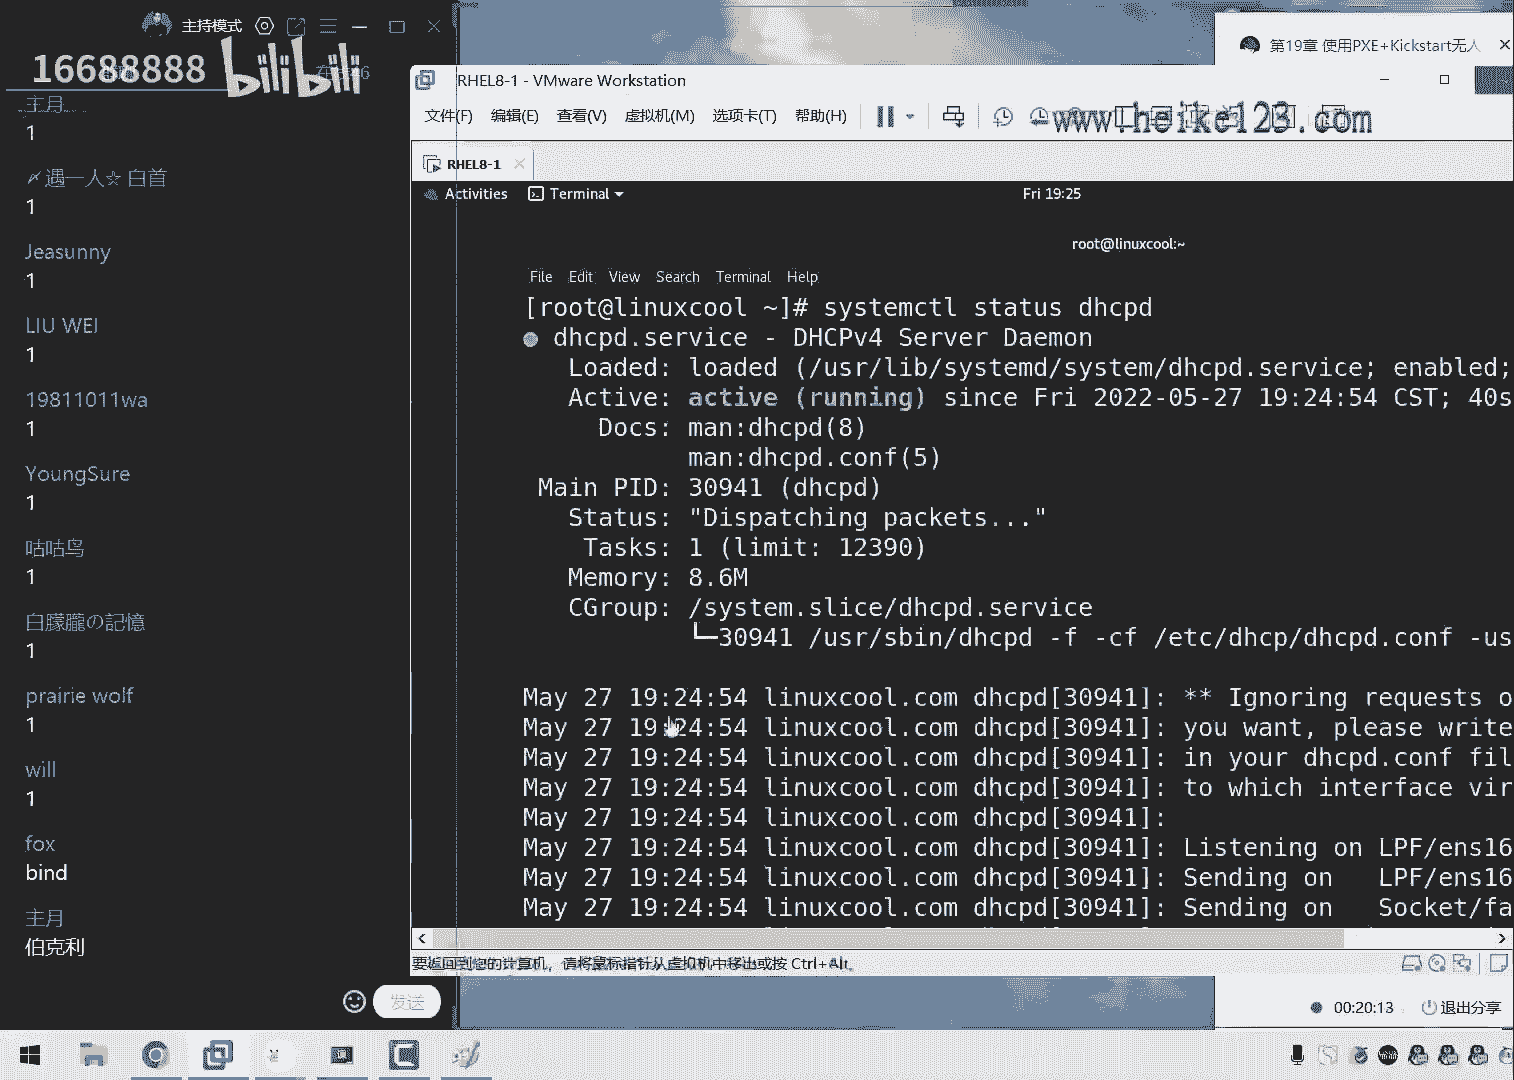 主持模式
16688888
bilibili
主月
1
〆遇一人☆ 白首
1
Jeasunny
1
LIU WEI
1
19811011wa
1
YoungSure
1
咕咕鸟
1
白朦朧の記憶
1
prairie wolf
1
will
1
fox
bind
主月
伯克利
发送
第19章 使用PXE+Kickstart无人
RHEL8-1 - VMware Workstation
文件(F) 编辑(E) 查看(V) 虚拟机(M) 选项卡(T) 帮助(H)
www.heike123.com
RHEL8-1
Activities Terminal Fri 19:25
root@linuxcool:~
File Edit View Search Terminal Help
[root@linuxcool ~]# systemctl status dhcpd
● dhcpd.service - DHCPv4 Server Daemon
Loaded: loaded (/usr/lib/systemd/system/dhcpd.service; enabled;
Active: active (running) since Fri 2022-05-27 19:24:54 CST; 40s
Docs: man:dhcpd(8)
man:dhcpd.conf(5)
Main PID: 30941 (dhcpd)
Status: "Dispatching packets..."
Tasks: 1 (limit: 12390)
Memory: 8.6M
CGroup: /system.slice/dhcpd.service
└─30941 /usr/sbin/dhcpd -f -cf /etc/dhcp/dhcpd.conf -us
May 27 19:24:54 linuxcool.com dhcpd[30941]: ** Ignoring requests o
May 27 19:24:54 linuxcool.com dhcpd[30941]: you want, please write
May 27 19:24:54 linuxcool.com dhcpd[30941]: in your dhcpd.conf fil
May 27 19:24:54 linuxcool.com dhcpd[30941]: to which interface vir
May 27 19:24:54 linuxcool.com dhcpd[30941]:
May 27 19:24:54 linuxcool.com dhcpd[30941]: Listening on LPF/ens16
May 27 19:24:54 linuxcool.com dhcpd[30941]: Sending on LPF/ens16
May 27 19:24:54 linuxcool.com dhcpd[30941]: Sending on Socket/fa
要返回到您的计算机，请将鼠标指针从虚拟机中移出或按 Ctrl+Alt。
00:20:13 退出分享